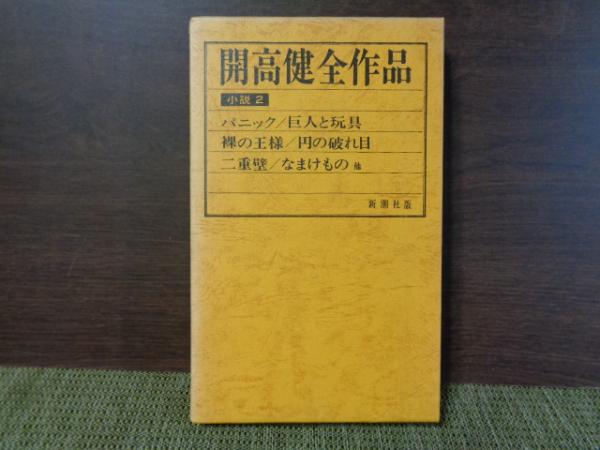 開高健全作品
小説 2
パニック/巨人と玩具
裸の王様/円の破れ目
二重壁/なまけもの 他
新潮社版